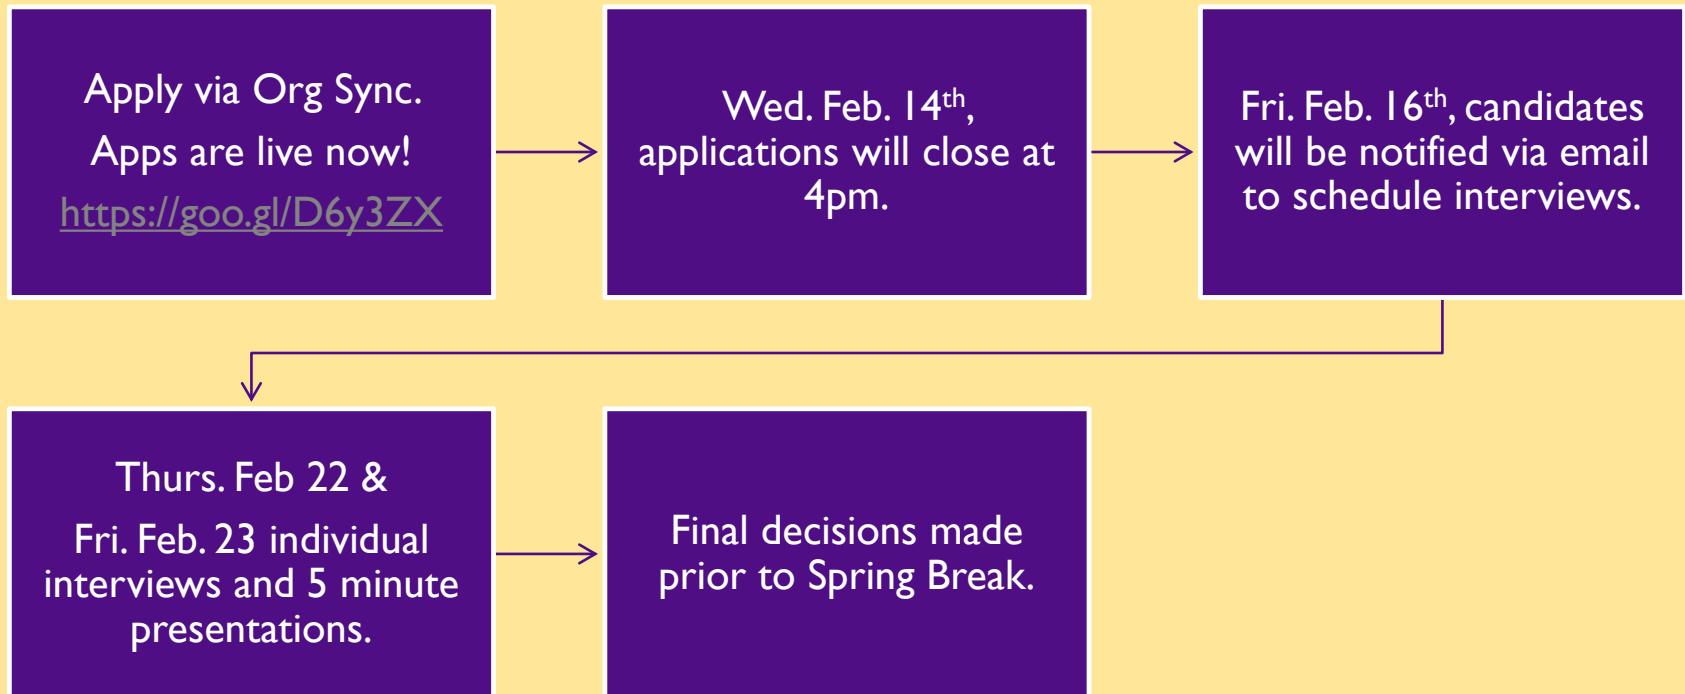 Apply via Org Sync.
Apps are live now!
https://goo.gl/D6y3ZX
Wed. Feb. 14th,
applications will close at
4pm.
Fri. Feb. 16th, candidates
will be notified via email
to schedule interviews.
Thurs. Feb 22 &
Fri. Feb. 23 individual
interviews and 5 minute
presentations.
Final decisions made
prior to Spring Break.